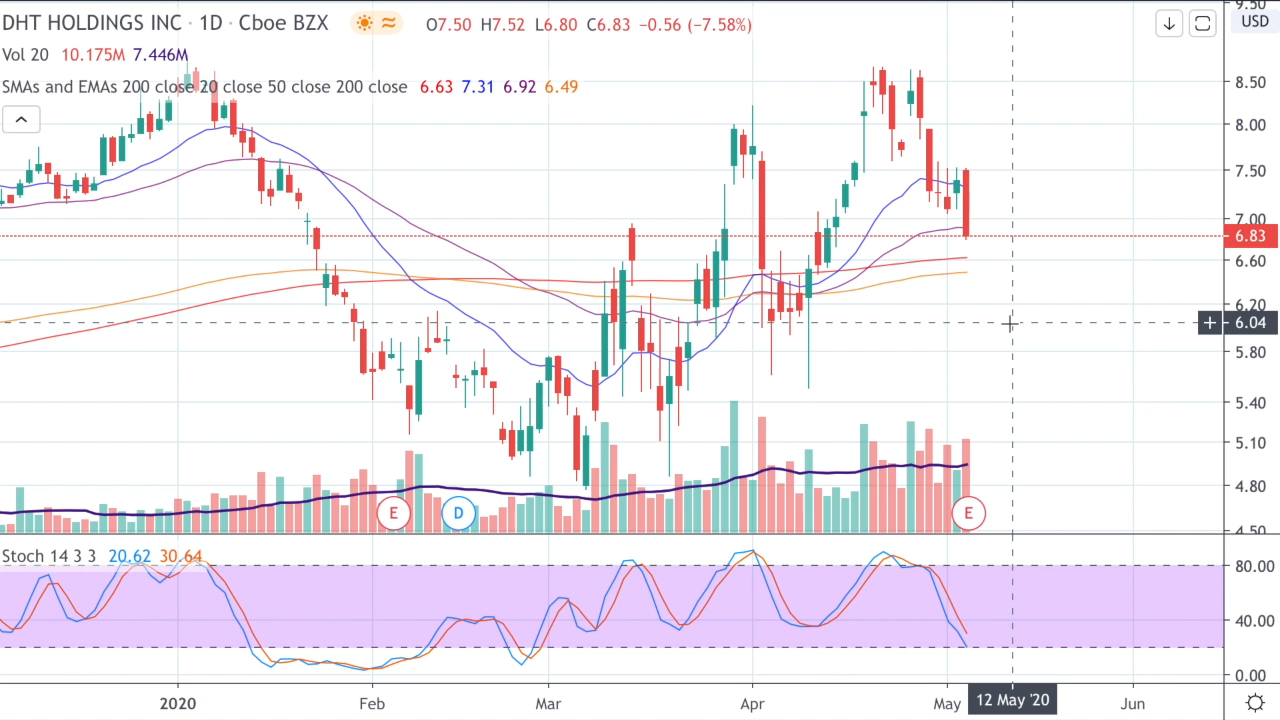 DHT HOLDINGS INC · 1D · Cboe BZX O7.50 H7.52 L6.80 C6.83 −0.56 (−7.58%)
Vol 20 10.175M 7.446M
SMAs and EMAs 200 close 20 close 50 close 200 close 6.63 7.31 6.92 6.49
9.50
USD
8.50
8.00
7.50
7.00
6.83
6.60
6.20
6.04
5.80
5.40
5.10
4.80
4.50
E D E
Stoch 14 3 3 20.62 30.64
80.00
40.00
0.00
2020 Feb Mar Apr May 12 May '20 Jun